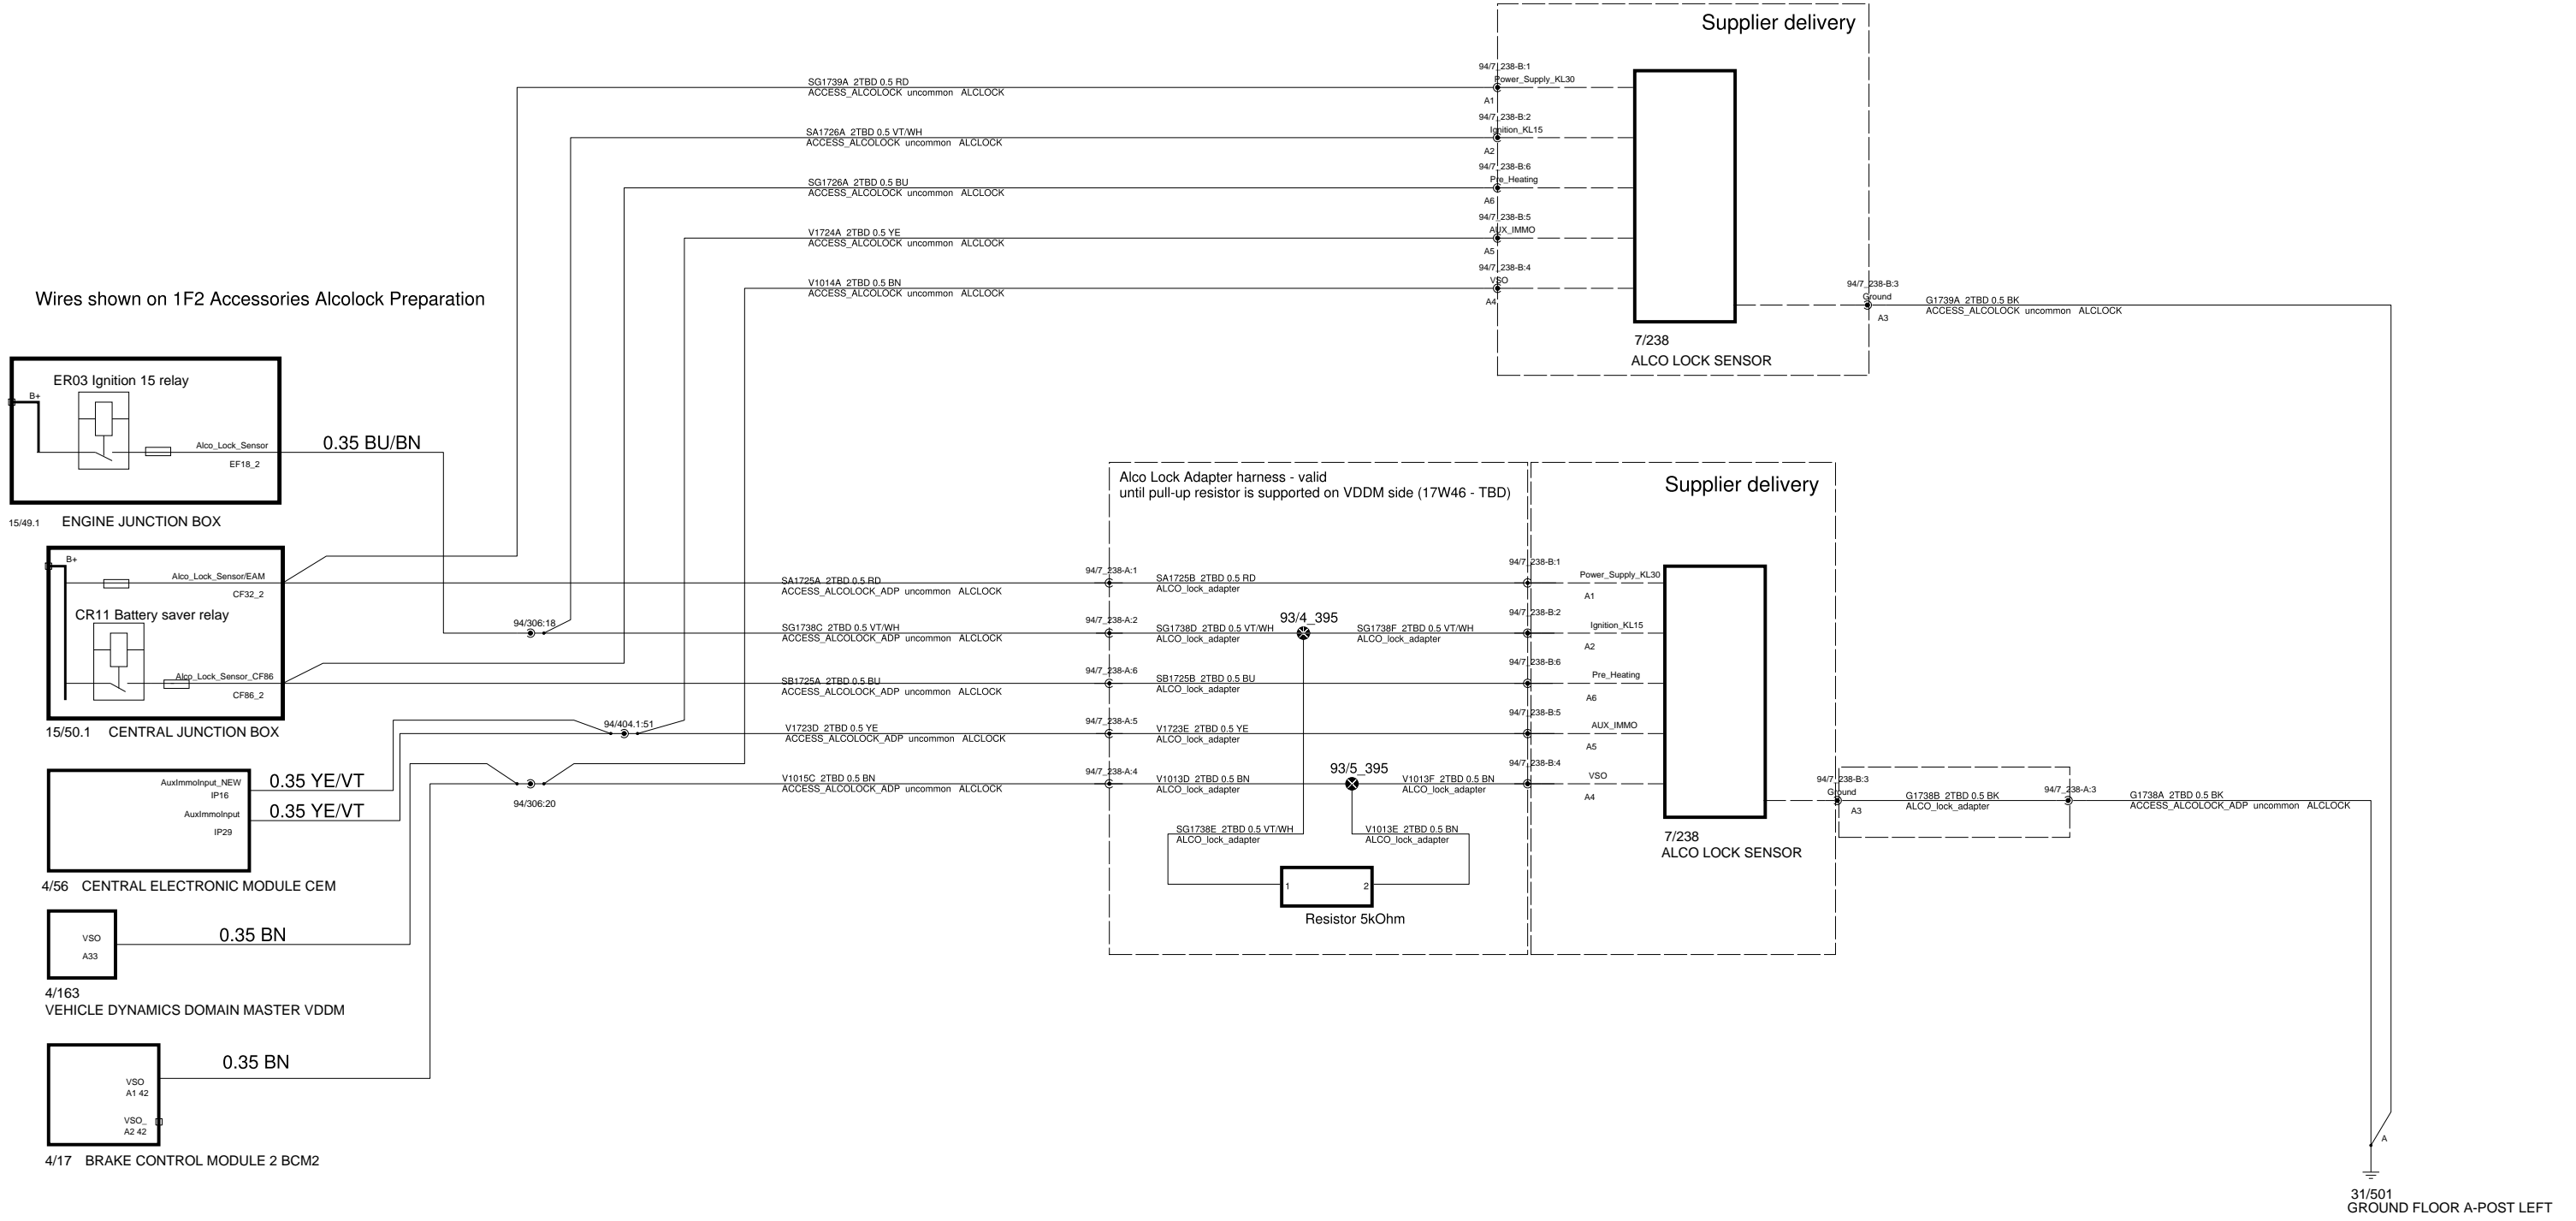 Supplier delivery
94/7_238-B:1
Power_Supply_KL30
A1
SG1739A 2TBD 0.5 RD
ACCESS_ALCOLOCK uncommon ALCLOCK
94/7_238-B:2
Ignition_KL15
A2
SA1726A 2TBD 0.5 VT/WH
ACCESS_ALCOLOCK uncommon ALCLOCK
94/7_238-B:6
Pre_Heating
A6
SG1726A 2TBD 0.5 BU
ACCESS_ALCOLOCK uncommon ALCLOCK
94/7_238-B:5
AUX_IMMO
A5
V1724A 2TBD 0.5 YE
ACCESS_ALCOLOCK uncommon ALCLOCK
94/7_238-B:4
VSO
A4
V1014A 2TBD 0.5 BN
ACCESS_ALCOLOCK uncommon ALCLOCK
94/7_238-B:3
Ground
A3
G1739A 2TBD 0.5 BK
ACCESS_ALCOLOCK uncommon ALCLOCK
7/238
ALCO LOCK SENSOR
Wires shown on 1F2 Accessories Alcolock Preparation
ER03 Ignition 15 relay
B+
Alco_Lock_Sensor
EF18_2
0.35 BU/BN
15/49.1 ENGINE JUNCTION BOX
B+
Alco_Lock_Sensor/EAM
CF32_2
CR11 Battery saver relay
Alco_Lock_Sensor_CF86
CF86_2
15/50.1 CENTRAL JUNCTION BOX
94/306:18
94/404.1:51
94/306:20
AuxImmoInput_NEW
IP16
0.35 YE/VT
AuxImmoInput
IP29
0.35 YE/VT
4/56 CENTRAL ELECTRONIC MODULE CEM
VSO
A33
0.35 BN
4/163
VEHICLE DYNAMICS DOMAIN MASTER VDDM
0.35 BN
VSO
A1 42
VSO_
A2 42
4/17 BRAKE CONTROL MODULE 2 BCM2
SA1725A 2TBD 0.5 RD
ACCESS_ALCOLOCK_ADP uncommon ALCLOCK
SG1738C 2TBD 0.5 VT/WH
ACCESS_ALCOLOCK_ADP uncommon ALCLOCK
SB1725A 2TBD 0.5 BU
ACCESS_ALCOLOCK_ADP uncommon ALCLOCK
V1723D 2TBD 0.5 YE
ACCESS_ALCOLOCK_ADP uncommon ALCLOCK
V1015C 2TBD 0.5 BN
ACCESS_ALCOLOCK_ADP uncommon ALCLOCK
Alco Lock Adapter harness - valid
until pull-up resistor is supported on VDDM side (17W46 - TBD)
94/7_238-A:1
SA1725B 2TBD 0.5 RD
ALCO_lock_adapter
94/7_238-A:2
SG1738D 2TBD 0.5 VT/WH
ALCO_lock_adapter
93/4_395
SG1738F 2TBD 0.5 VT/WH
ALCO_lock_adapter
94/7_238-A:6
SB1725B 2TBD 0.5 BU
ALCO_lock_adapter
94/7_238-A:5
V1723E 2TBD 0.5 YE
ALCO_lock_adapter
94/7_238-A:4
V1013D 2TBD 0.5 BN
ALCO_lock_adapter
93/5_395
V1013F 2TBD 0.5 BN
ALCO_lock_adapter
SG1738E 2TBD 0.5 VT/WH
ALCO_lock_adapter
V1013E 2TBD 0.5 BN
ALCO_lock_adapter
1 2
Resistor 5kOhm
Supplier delivery
94/7_238-B:1
Power_Supply_KL30
A1
94/7_238-B:2
Ignition_KL15
A2
94/7_238-B:6
Pre_Heating
A6
94/7_238-B:5
AUX_IMMO
A5
94/7_238-B:4
VSO
A4
7/238
ALCO LOCK SENSOR
94/7_238-B:3
Ground
A3
G1738B 2TBD 0.5 BK
ALCO_lock_adapter
94/7_238-A:3
G1738A 2TBD 0.5 BK
ACCESS_ALCOLOCK_ADP uncommon ALCLOCK
A
31/501
GROUND FLOOR A-POST LEFT